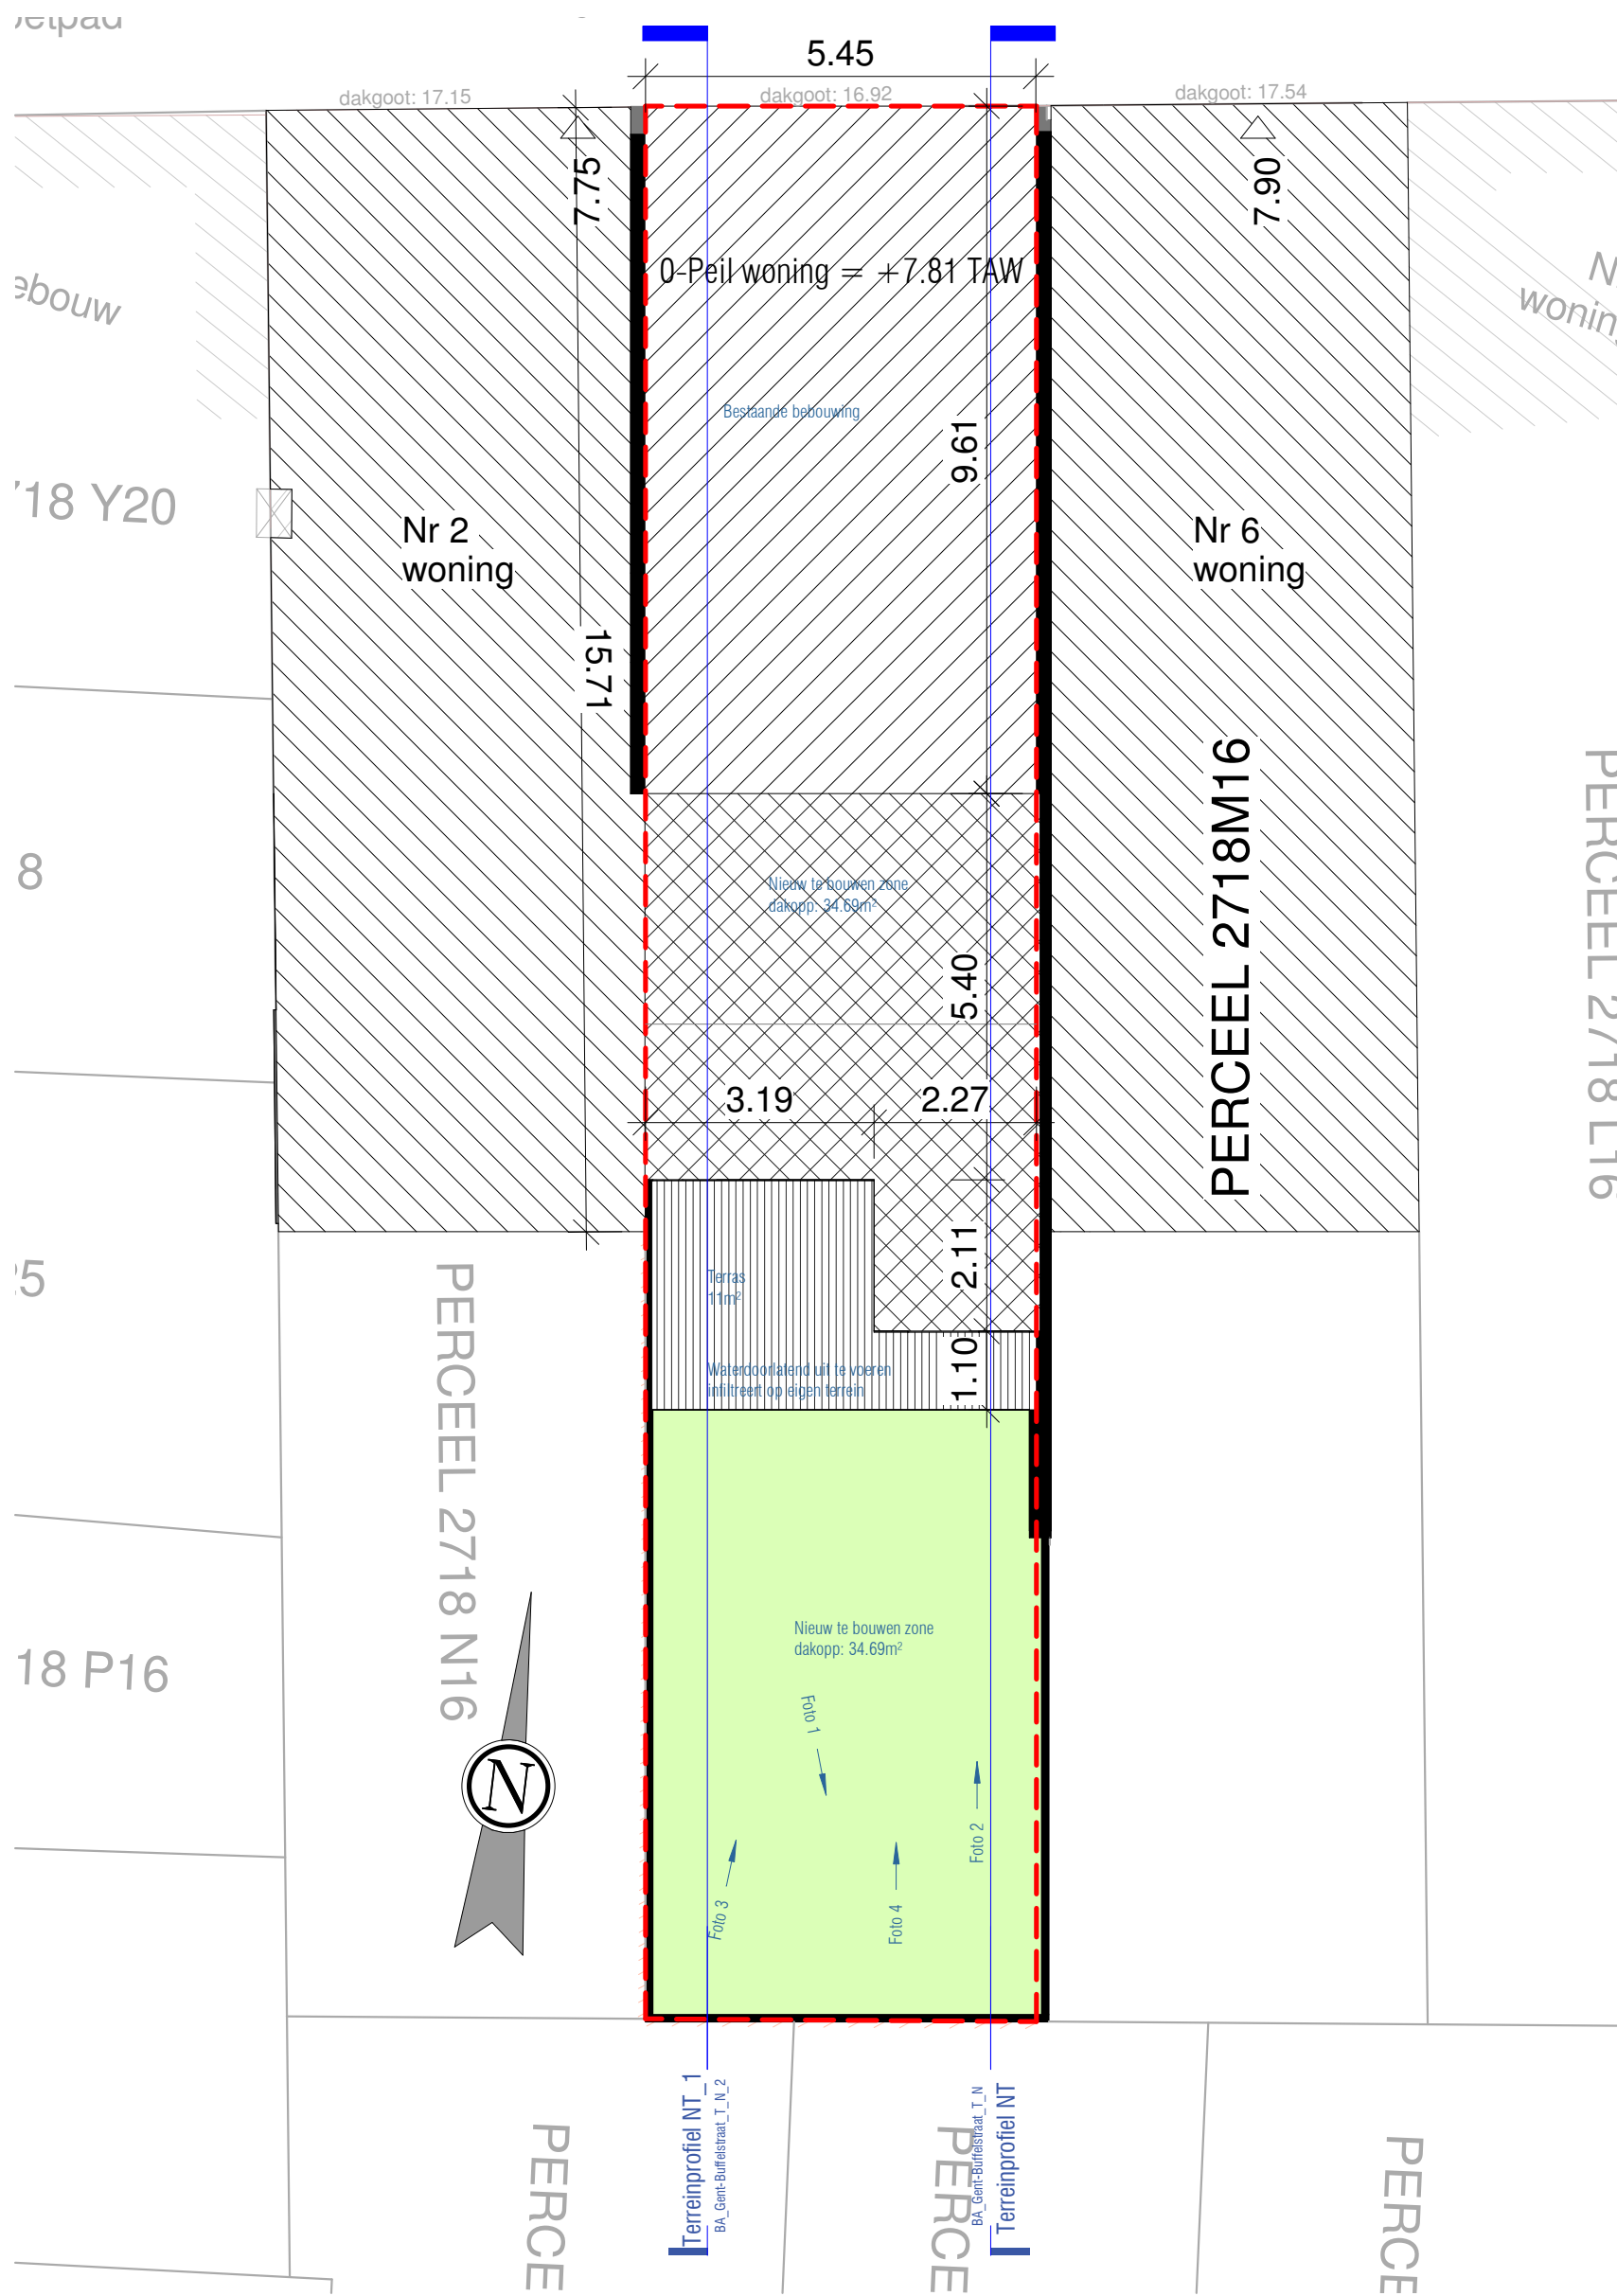 5.45
dakgoot: 17.15
dakgoot: 16.92
dakgoot: 17.54
7.75
7.90
0-Peil woning = +7.81 TAW
ebouw
Bestaande bebouwing
9.61
18 Y20
Nr 2
woning
Nr 6
woning
15.71
PERCEEL 2718M16
PERCEEL 2718 L16
8
Nieuw te bouwen zone
dakopp: 34.69m²
5.40
3.19
2.27
2.11
Terras
11m²
1.10
Waterdoorlatend uit te voeren
infiltreert op eigen terrein
5
PERCEEL 2718 N16
18 P16
Nieuw te bouwen zone
dakopp: 34.69m²
Foto 1
Foto 2
Foto 3
Foto 4
N
Terreinprofiel NT_1
BA_Gent-Buffelstraat_T_N_2
BA_Gent-Buffelstraat_T_N
Terreinprofiel NT
PERCE
PERCE
PERCE